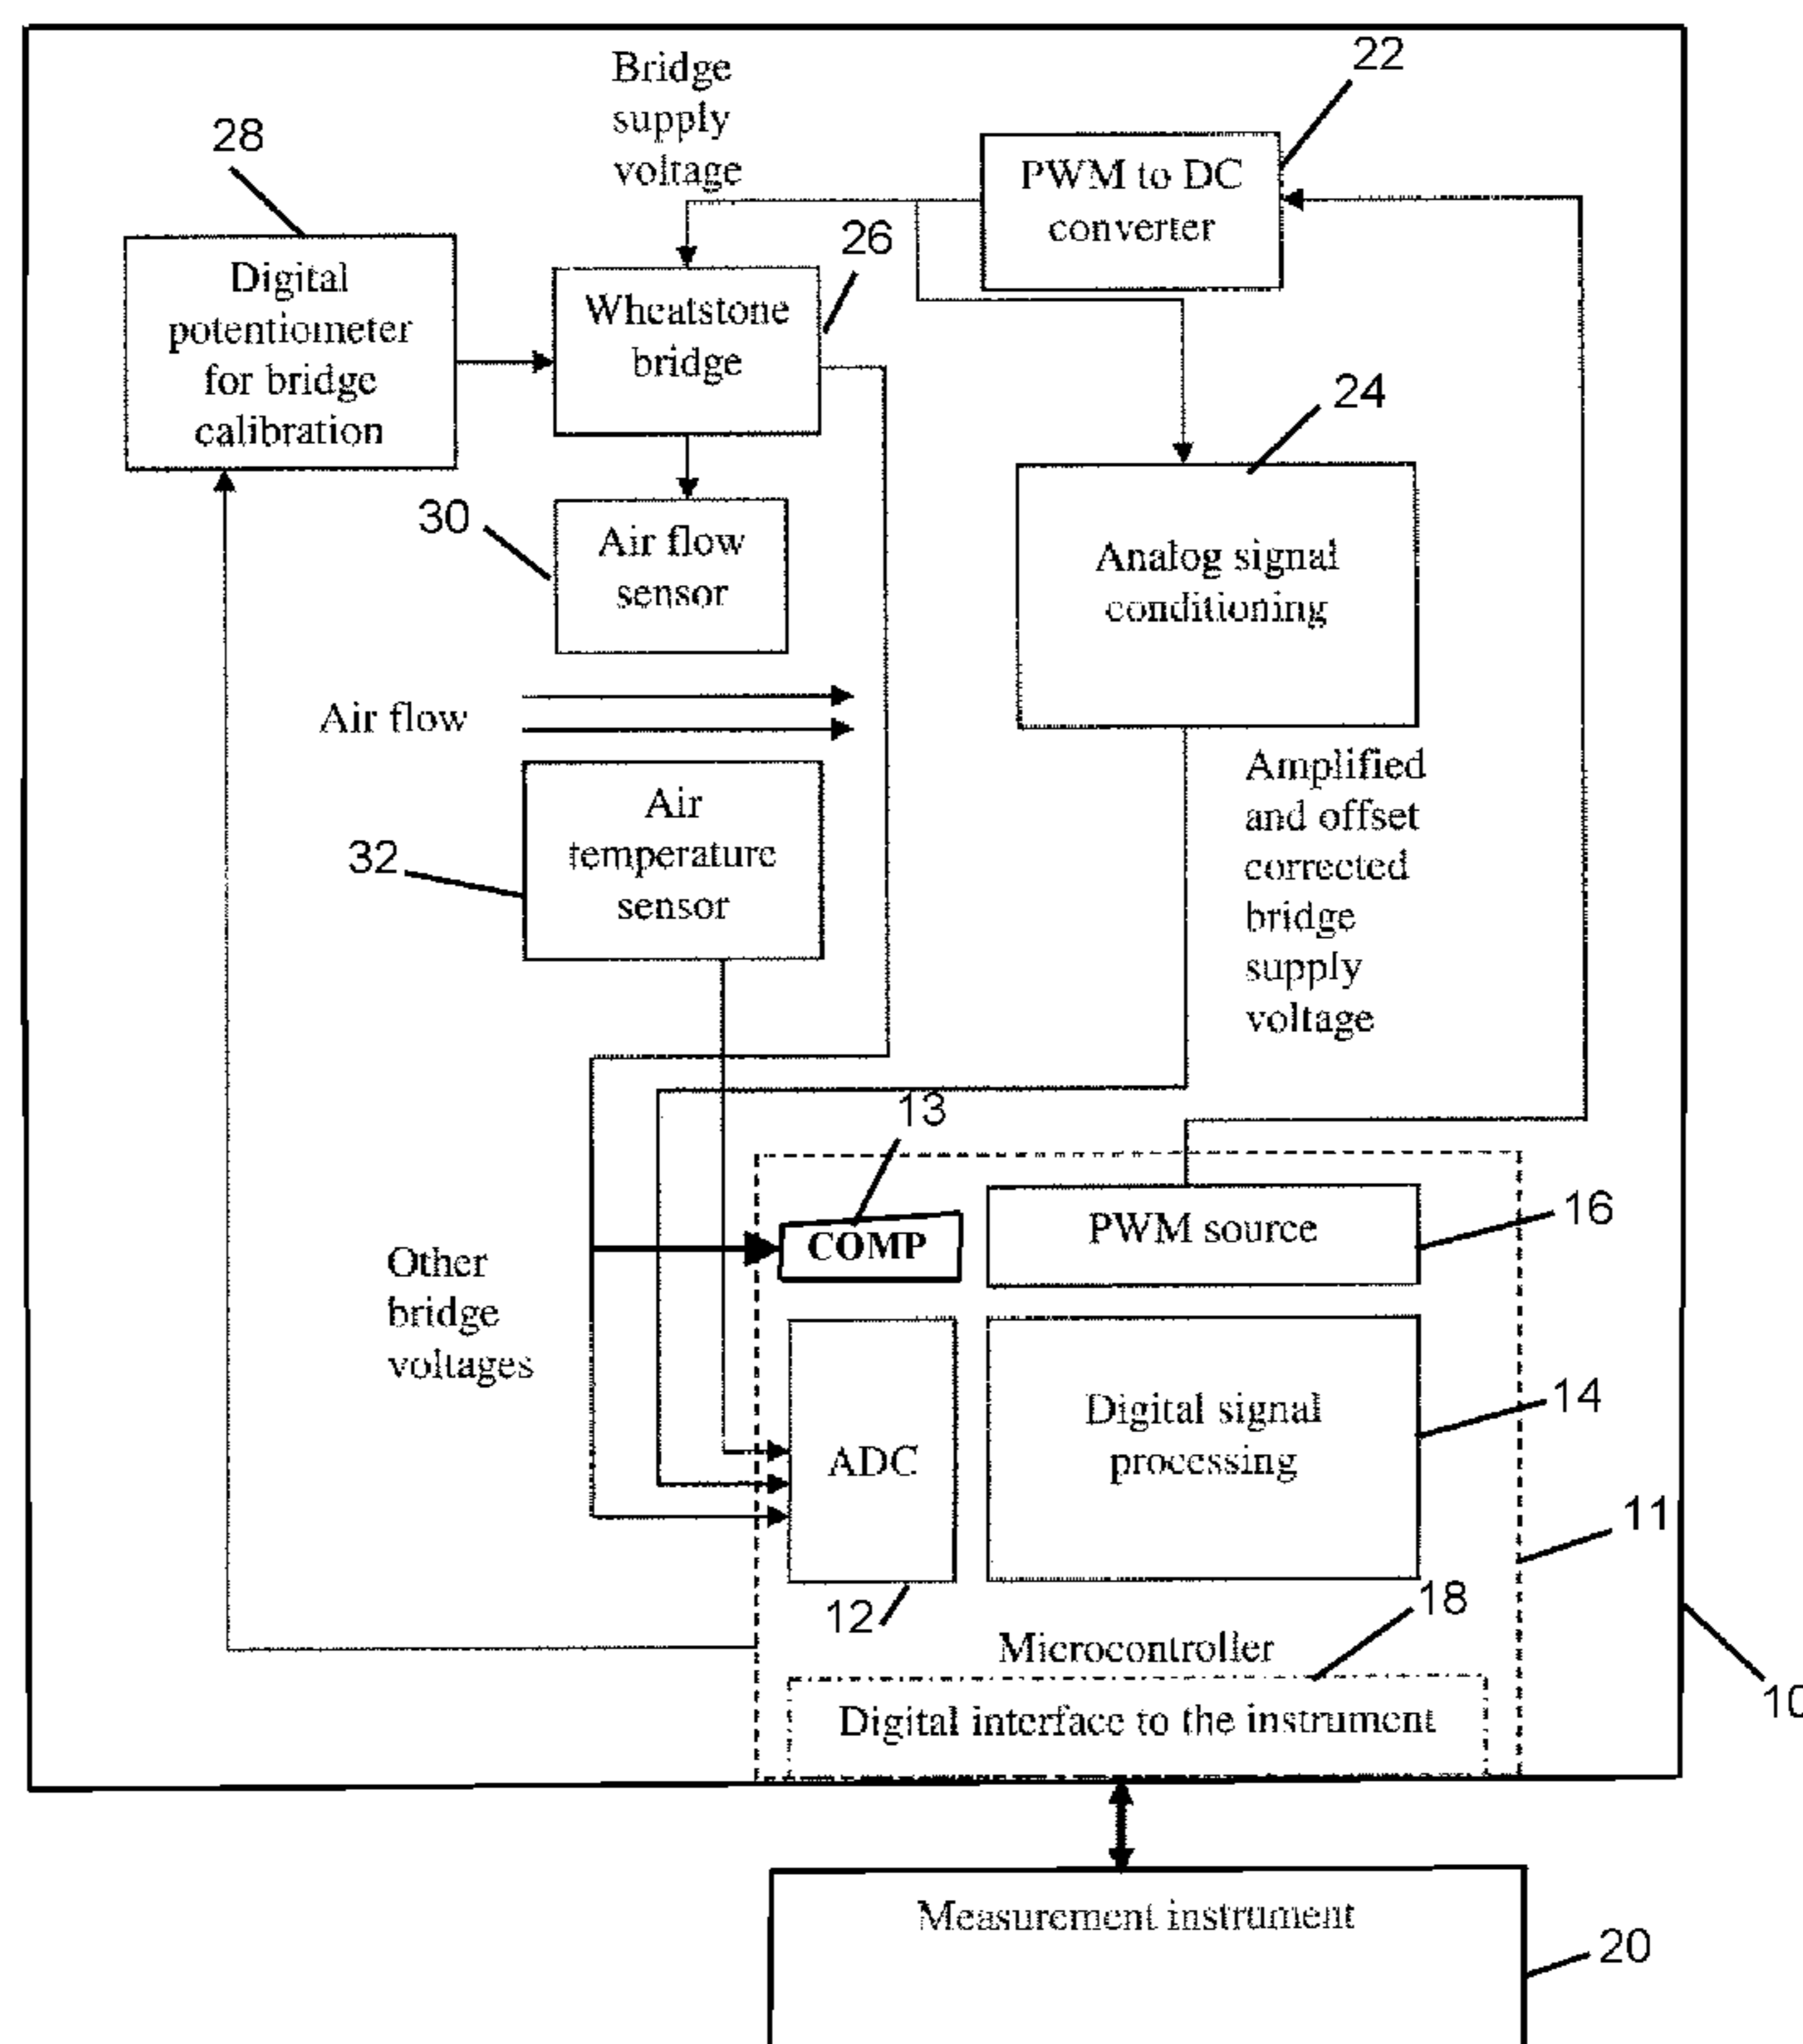 Bridge
supply
voltage
22
28
PWM to DC
converter
26
Digital
potentiometer
for bridge
calibration
Wheatstone
bridge
24
30
Air flow
sensor
Analog signal
conditioning
Air flow
Amplified
and offset
corrected
bridge
supply
voltage
32
Air
temperature
sensor
13
COMP
PWM source
16
Other
bridge
voltages
ADC
Digital signal
processing
14
11
12
18
Microcontroller
10
Digital interface to the instrument
Measurement instrument
20